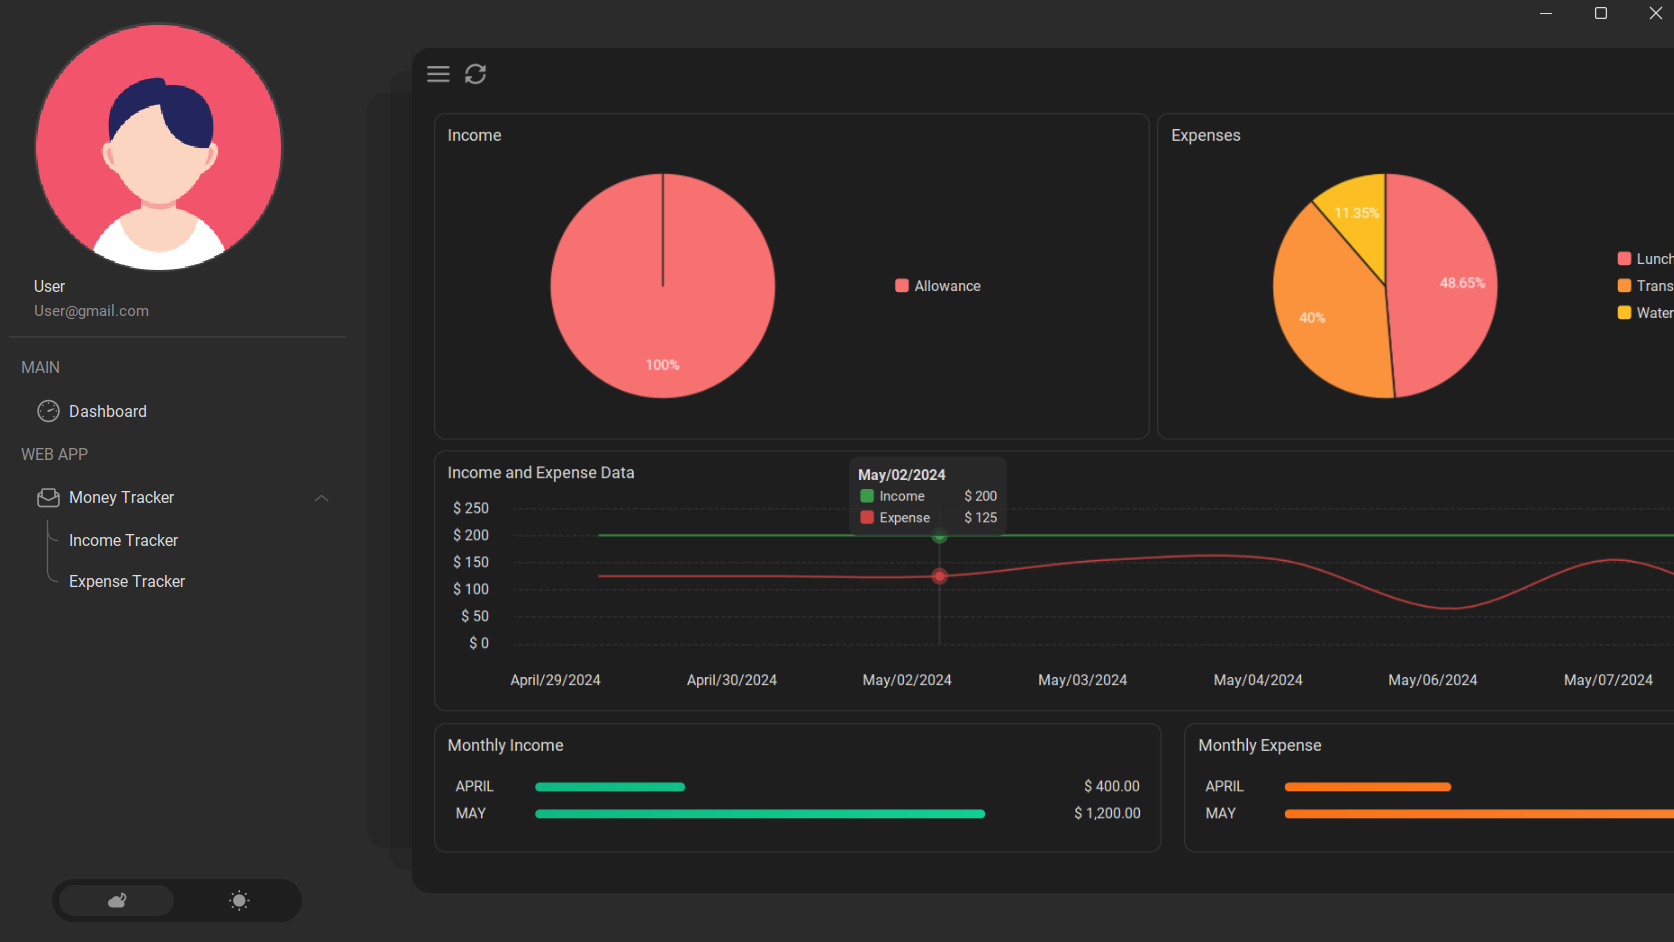 User
User@gmail.com
MAIN
Dashboard
WEB APP
Money Tracker
Income Tracker
Expense Tracker
Income
100%
Allowance
Expenses
11.35%
48.65%
40%
Lunch
Trans
Water
Income and Expense Data
May/02/2024
Income $ 200
Expense $ 125
$ 250
$ 200
$ 150
$ 100
$ 50
$ 0
April/29/2024 April/30/2024 May/02/2024 May/03/2024 May/04/2024 May/06/2024 May/07/2024
Monthly Income
APRIL $ 400.00
MAY $ 1,200.00
Monthly Expense
APRIL
MAY